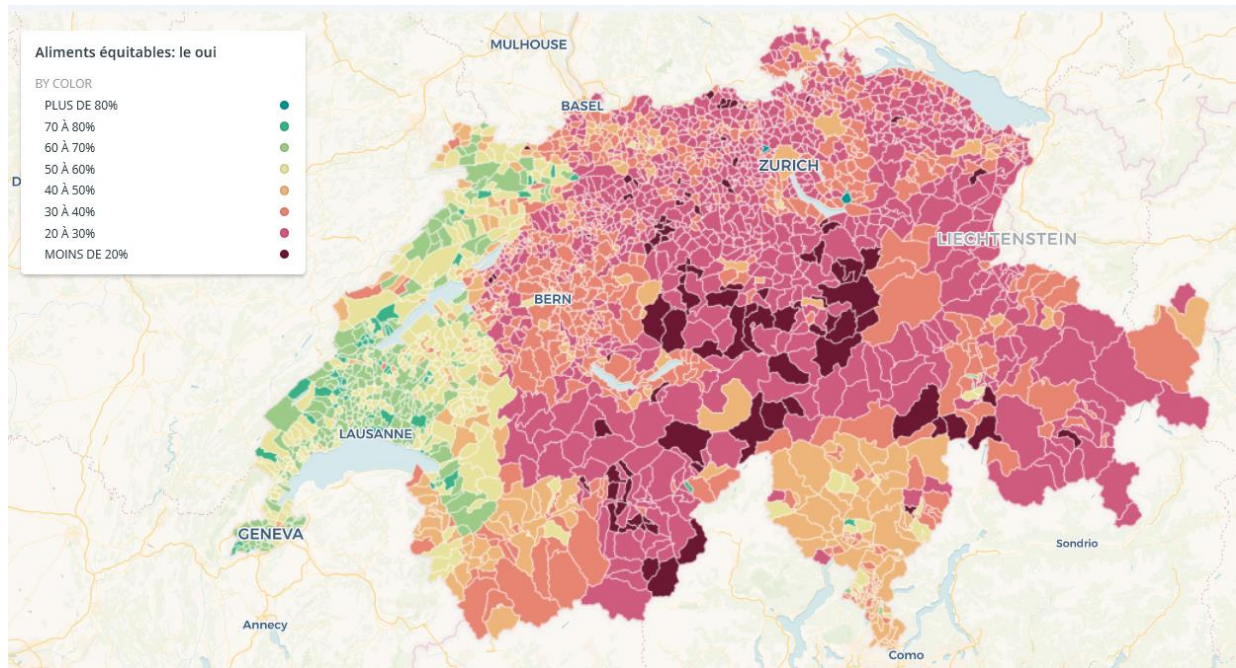 Aliments équitables: le oui
BY COLOR
PLUS DE 80%
70 À 80%
60 À 70%
50 À 60%
40 À 50%
30 À 40%
20 À 30%
MOINS DE 20%
MULHOUSE
BASEL
D
ZURICH
LIECHTENSTEIN
BERN
LAUSANNE
GENEVA
Sondrio
Annecy
Como